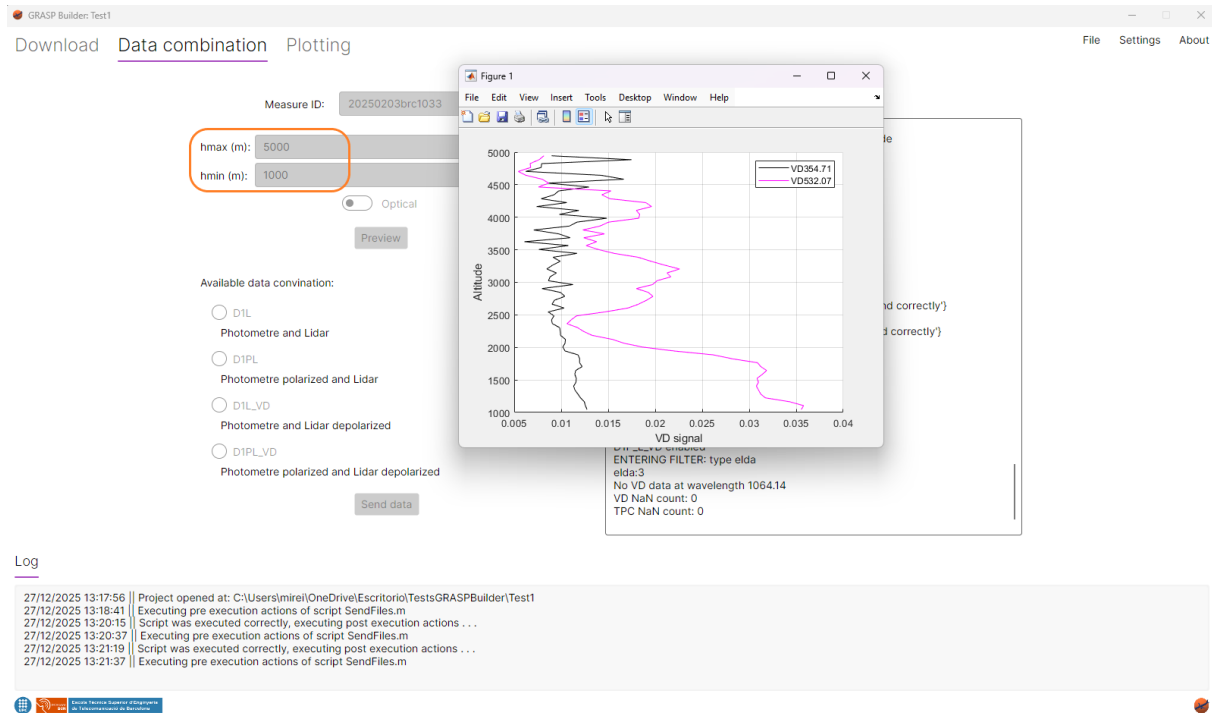 GRASP Builder: Test1
Download Data combination Plotting
File Settings About
Measure ID: 20250203brc1033
hmax (m): 5000
hmin (m): 1000
Optical
Preview
Available data convination:
D1L
Photometre and Lidar
D1PL
Photometre polarized and Lidar
D1L_VD
Photometre and Lidar depolarized
D1PL_VD
Photometre polarized and Lidar depolarized
Send data
Figure 1
File Edit View Insert Tools Desktop Window Help
VD354.71
VD532.07
5000
4500
4000
3500
3000
2500
2000
1500
1000
Altitude
0.005 0.01 0.015 0.02 0.025 0.03 0.035 0.04
VD signal
nd correctly'}
d correctly'}
ENTERING FILTER: type elda
elda:3
No VD data at wavelength 1064.14
VD NaN count: 0
TPC NaN count: 0
Log
27/12/2025 13:17:56 || Project opened at: C:\Users\mirei\OneDrive\Escritorio\TestsGRASPBuilder\Test1
27/12/2025 13:18:41 || Executing pre execution actions of script SendFiles.m
27/12/2025 13:20:15 || Script was executed correctly, executing post execution actions . . .
27/12/2025 13:20:37 || Executing pre execution actions of script SendFiles.m
27/12/2025 13:21:19 || Script was executed correctly, executing post execution actions . . .
27/12/2025 13:21:37 || Executing pre execution actions of script SendFiles.m
Escola Tècnica Superior d'Enginyeria
de Telecomunicació de Barcelona